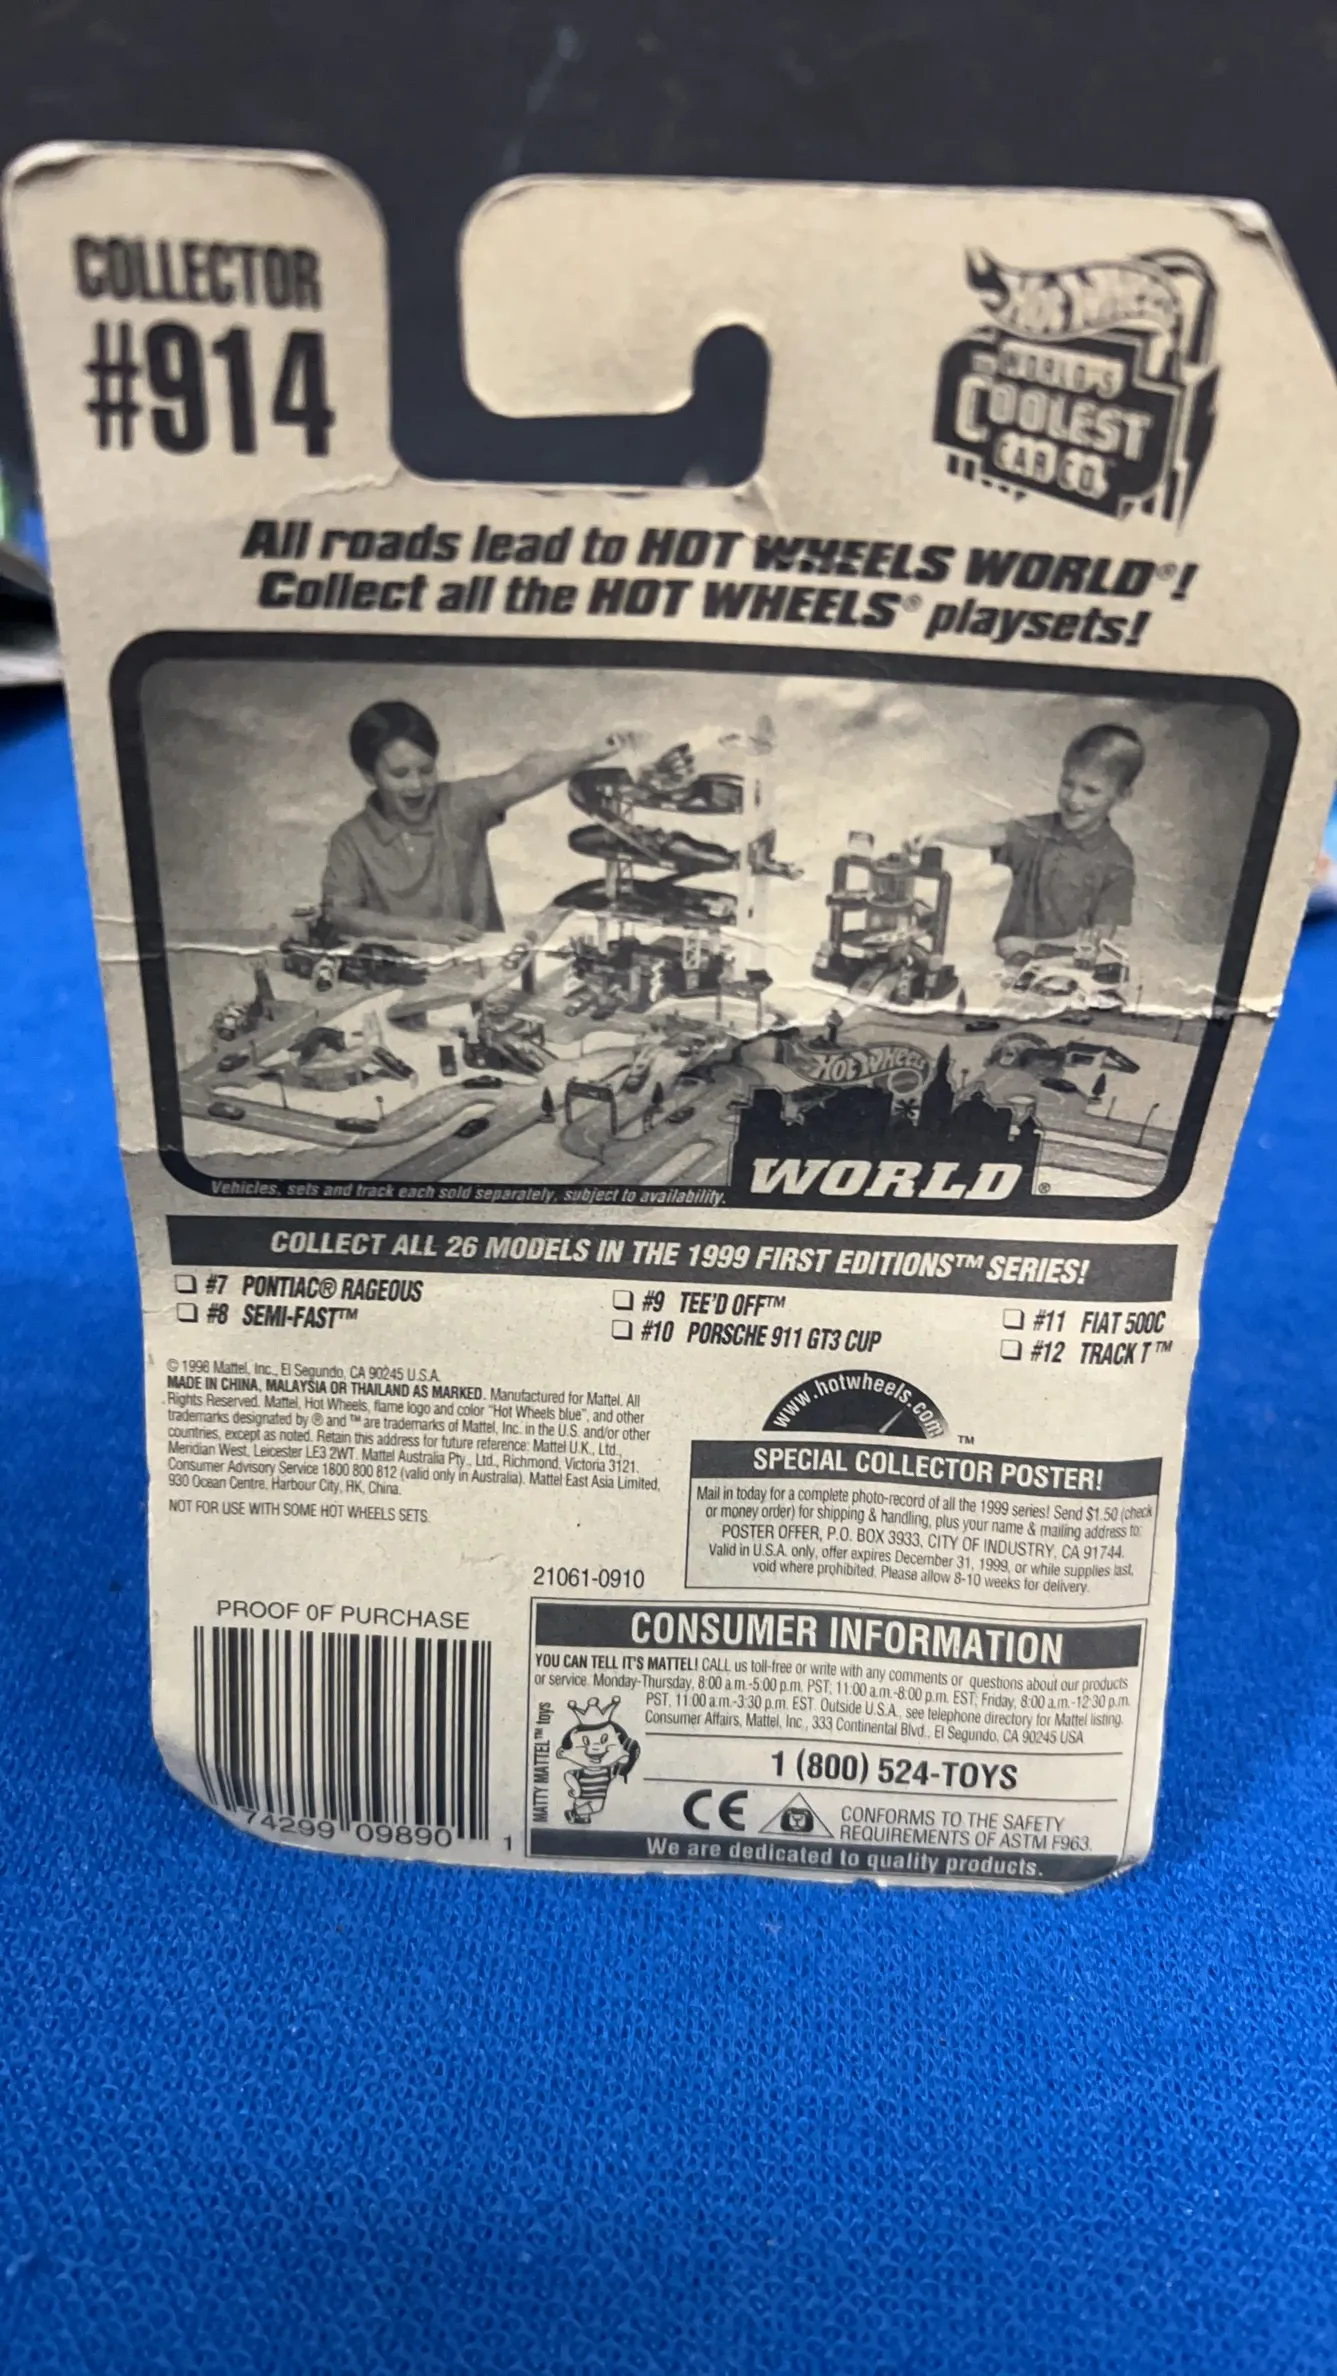 COLLECTOR
#914
HOT WHEELS
WORLD'S
COOLEST
CAR CO.™
All roads lead to HOT WHEELS WORLD®!
Collect all the HOT WHEELS® playsets!
HOT WHEELS
WORLD®
Vehicles, sets and track each sold separately, subject to availability.
COLLECT ALL 26 MODELS IN THE 1999 FIRST EDITIONS™ SERIES!
#7 PONTIAC® RAGEOUS
#8 SEMI-FAST™
#9 TEE'D OFF™
#10 PORSCHE 911 GT3 CUP
#11 FIAT 500C
#12 TRACK T™
© 1998 Mattel, Inc., El Segundo, CA 90245 U.S.A.
MADE IN CHINA, MALAYSIA OR THAILAND AS MARKED. Manufactured for Mattel. All
Rights Reserved. Mattel, Hot Wheels, flame logo and color "Hot Wheels blue", and other
trademarks designated by ® and ™ are trademarks of Mattel, Inc. in the U.S. and/or other
countries, except as noted. Retain this address for future reference: Mattel U.K., Ltd.,
Meridian West, Leicester LE3 2WT. Mattel Australia Pty., Ltd., Richmond, Victoria 3121.
Consumer Advisory Service 1800 800 812 (valid only in Australia). Mattel East Asia Limited,
930 Ocean Centre, Harbour City, HK, China.
NOT FOR USE WITH SOME HOT WHEELS SETS.
www.hotwheels.com
™
SPECIAL COLLECTOR POSTER!
Mail in today for a complete photo-record of all the 1999 series! Send $1.50 (check
or money order) for shipping & handling, plus your name & mailing address to:
POSTER OFFER, P.O. BOX 3933, CITY OF INDUSTRY, CA 91744.
Valid in U.S.A. only, offer expires December 31, 1999, or while supplies last,
void where prohibited. Please allow 8-10 weeks for delivery.
21061-0910
PROOF OF PURCHASE
74299 09890 1
CONSUMER INFORMATION
YOU CAN TELL IT'S MATTEL! CALL us toll-free or write with any comments or questions about our products
or service. Monday-Thursday, 8:00 a.m.-5:00 p.m. PST; 11:00 a.m.-8:00 p.m. EST; Friday, 8:00 a.m.-12:30 p.m.
PST, 11:00 a.m.-3:30 p.m. EST. Outside U.S.A., see telephone directory for Mattel listing.
Consumer Affairs, Mattel, Inc., 333 Continental Blvd., El Segundo, CA 90245 USA
MATTY MATTEL™ toys
1 (800) 524-TOYS
CE
CONFORMS TO THE SAFETY
REQUIREMENTS OF ASTM F963.
We are dedicated to quality products.